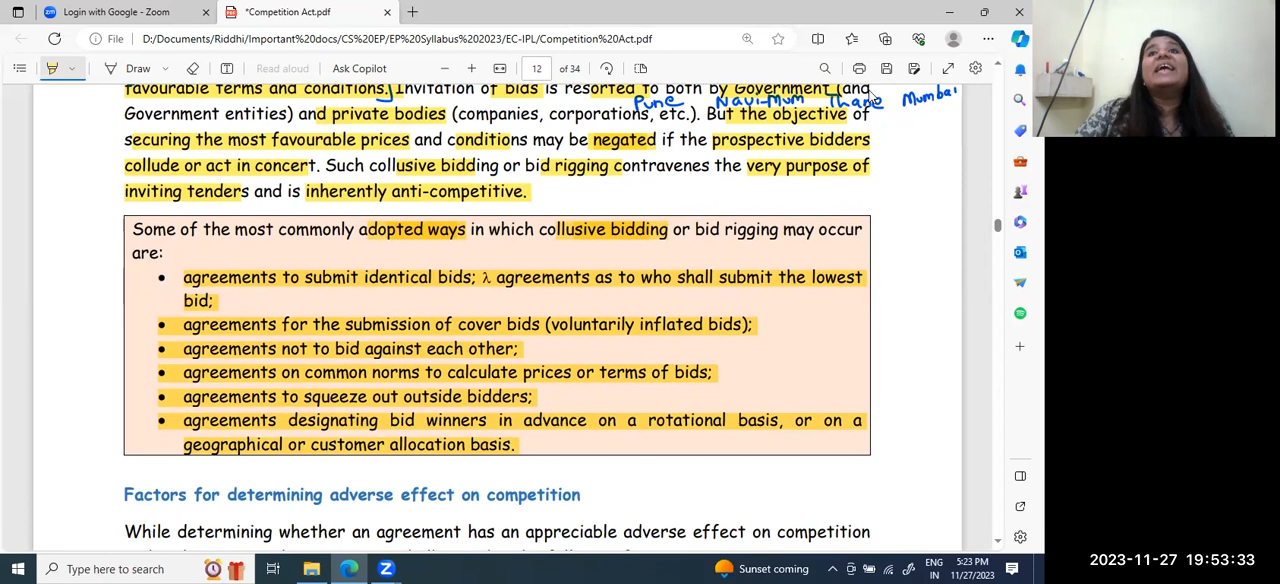 Login with Google - Zoom
*Competition Act.pdf
File
D:/Documents/Riddhi/Important%20docs/CS%20EP/EP%20Syllabus%202023/EC-IPL/Competition%20Act.pdf
Draw
Read aloud
Ask Copilot
12
of 34
favourable terms and conditions. Invitation of bids is resorted to both by Government (and
Pune Navi-Mum Thane Mumbai
Government entities) and private bodies (companies, corporations, etc.). But the objective of
securing the most favourable prices and conditions may be negated if the prospective bidders
collude or act in concert. Such collusive bidding or bid rigging contravenes the very purpose of
inviting tenders and is inherently anti-competitive.
Some of the most commonly adopted ways in which collusive bidding or bid rigging may occur
are:
• agreements to submit identical bids; λ agreements as to who shall submit the lowest
bid;
• agreements for the submission of cover bids (voluntarily inflated bids);
• agreements not to bid against each other;
• agreements on common norms to calculate prices or terms of bids;
• agreements to squeeze out outside bidders;
• agreements designating bid winners in advance on a rotational basis, or on a
geographical or customer allocation basis.
Factors for determining adverse effect on competition
While determining whether an agreement has an appreciable adverse effect on competition
Type here to search
Sunset coming
ENG
IN
5:23 PM
11/27/2023
2023-11-27 19:53:33